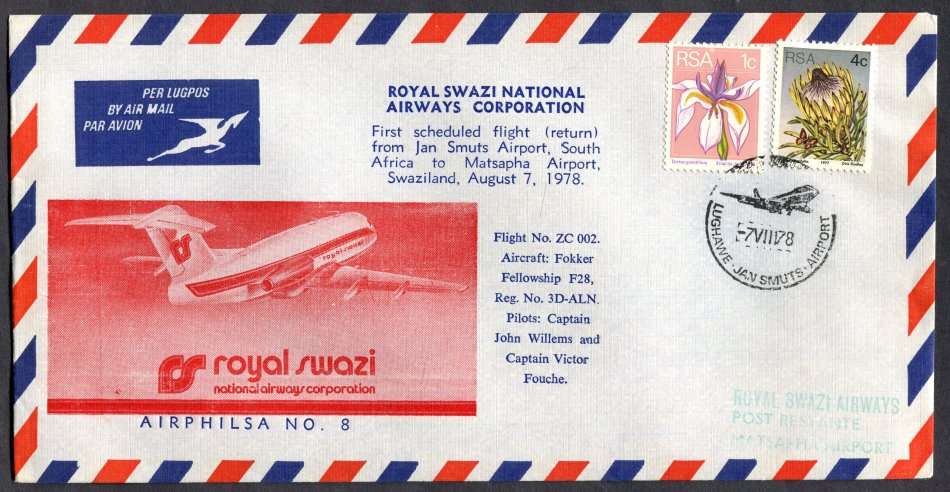 PER LUGPOS
BY AIR MAIL
PAR AVION
ROYAL SWAZI NATIONAL
AIRWAYS CORPORATION
First scheduled flight (return)
from Jan Smuts Airport, South
Africa to Matsapha Airport,
Swaziland, August 7, 1978.
RSA 1c
RSA 4c
-7VIII78
LUGHAWE · JAN SMUTS · AIRPORT
royal swazi
Flight No. ZC 002.
Aircraft: Fokker
Fellowship F28,
Reg. No. 3D-ALN.
Pilots: Captain
John Willems and
Captain Victor
Fouche.
royal swazi
national airways corporation
AIRPHILSA NO. 8
ROYAL SWAZI AIRWAYS
POST RESTANTE
MATSAPHA AIRPORT